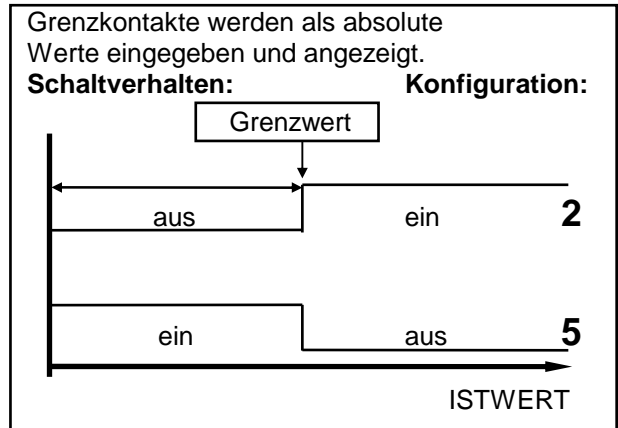 Grenzkontakte werden als absolute
Werte eingegeben und angezeigt.
Schaltverhalten: Konfiguration:
Grenzwert
aus ein 2
ein aus 5
ISTWERT